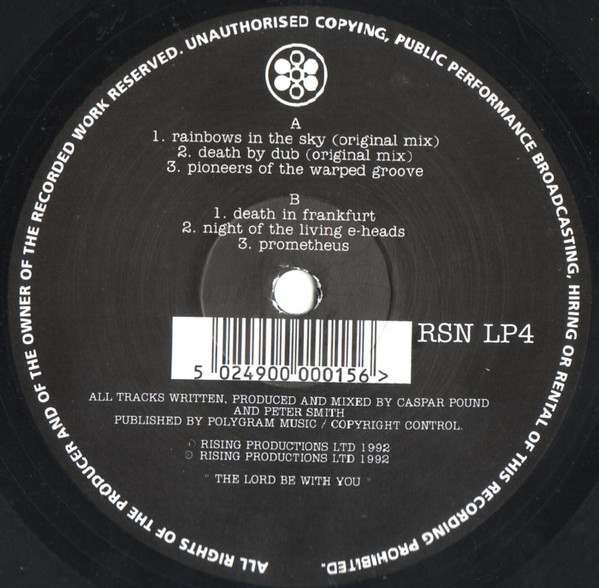 ALL RIGHTS OF THE PRODUCER AND OF THE OWNER OF THE RECORDED WORK RESERVED. UNAUTHORISED COPYING, PUBLIC PERFORMANCE BROADCASTING, HIRING OR RENTAL OF THIS RECORDING PROHIBITED.
A
1. rainbows in the sky (original mix)
2. death by dub (original mix)
3. pioneers of the warped groove
B
1. death in frankfurt
2. night of the living e-heads
3. prometheus
RSN LP4
5 024900 000156 >
ALL TRACKS WRITTEN, PRODUCED AND MIXED BY CASPAR POUND
AND PETER SMITH
PUBLISHED BY POLYGRAM MUSIC / COPYRIGHT CONTROL.
℗ RISING PRODUCTIONS LTD 1992
© RISING PRODUCTIONS LTD 1992
" THE LORD BE WITH YOU "